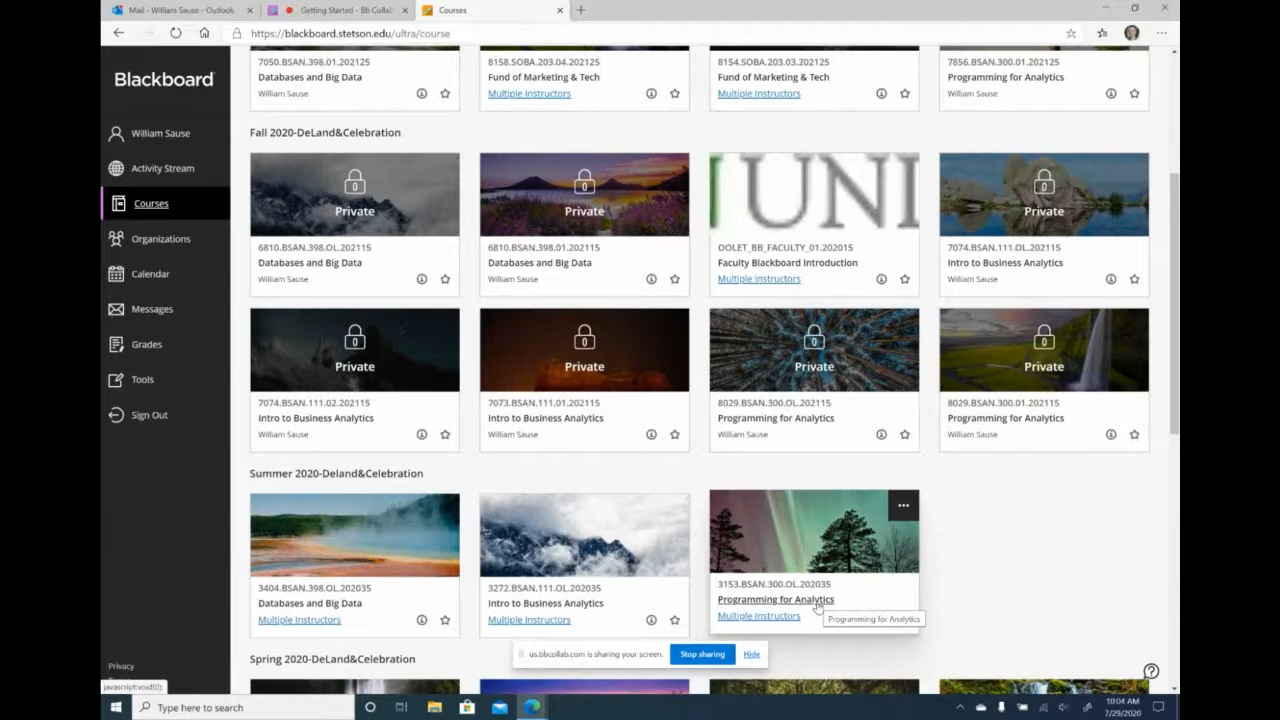 Mail - William Sause - Outlook
Getting Started - Bb Collab
Courses
https://blackboard.stetson.edu/ultra/course
Blackboard
William Sause
Activity Stream
Courses
Organizations
Calendar
Messages
Grades
Tools
Sign Out
Privacy
javascript:void(0);
7050.BSAN.398.01.202125
Databases and Big Data
William Sause
8158.SOBA.203.04.202125
Fund of Marketing & Tech
Multiple Instructors
8154.SOBA.203.03.202125
Fund of Marketing & Tech
Multiple Instructors
7856.BSAN.300.01.202125
Programming for Analytics
William Sause
Fall 2020-DeLand&Celebration
Private
6810.BSAN.398.OL.202115
Databases and Big Data
William Sause
Private
6810.BSAN.398.01.202115
Databases and Big Data
William Sause
UNI
OOLET_BB_FACULTY_01.202015
Faculty Blackboard Introduction
Multiple Instructors
Private
7074.BSAN.111.OL.202115
Intro to Business Analytics
William Sause
Private
7074.BSAN.111.02.202115
Intro to Business Analytics
William Sause
Private
7073.BSAN.111.01.202115
Intro to Business Analytics
William Sause
Private
8029.BSAN.300.OL.202115
Programming for Analytics
William Sause
Private
8029.BSAN.300.01.202115
Programming for Analytics
William Sause
Summer 2020-Deland&Celebration
3404.BSAN.398.OL.202035
Databases and Big Data
Multiple Instructors
3272.BSAN.111.OL.202035
Intro to Business Analytics
Multiple Instructors
3153.BSAN.300.OL.202035
Programming for Analytics
Multiple Instructors
Programming for Analytics
us.bbcollab.com is sharing your screen.
Stop sharing
Hide
Spring 2020-DeLand&Celebration
Type here to search
10:04 AM
7/29/2020